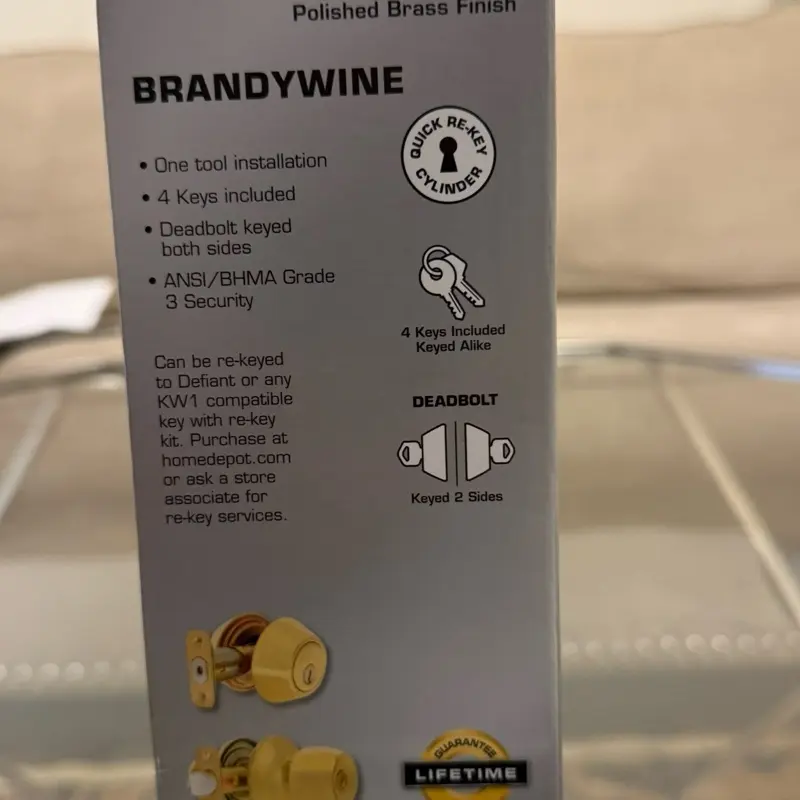 Polished Brass Finish
BRANDYWINE
• One tool installation
• 4 Keys included
• Deadbolt keyed
both sides
• ANSI/BHMA Grade
3 Security
Can be re-keyed
to Defiant or any
KW1 compatible
key with re-key
kit. Purchase at
homedepot.com
or ask a store
associate for
re-key services.
QUICK RE-KEY
CYLINDER
4 Keys Included
Keyed Alike
DEADBOLT
Keyed 2 Sides
GUARANTEE
LIFETIME